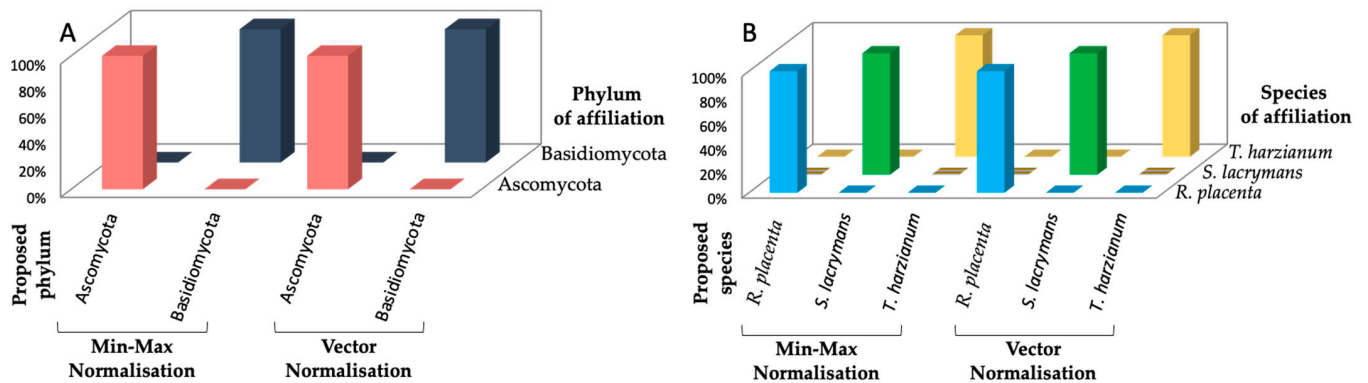 A
100%
80%
60%
40%
20%
0%
Phylum
of affiliation
Basidiomycota
Ascomycota
Proposed
phylum
Ascomycota
Basidiomycota
Ascomycota
Basidiomycota
Min-Max
Normalisation
Vector
Normalisation
B
100%
80%
60%
40%
20%
0%
Species
of affiliation
T. harzianum
S. lacrymans
R. placenta
Proposed
species
R. placenta
S. lacrymans
T. harzianum
R. placenta
S. lacrymans
T. harzianum
Min-Max
Normalisation
Vector
Normalisation